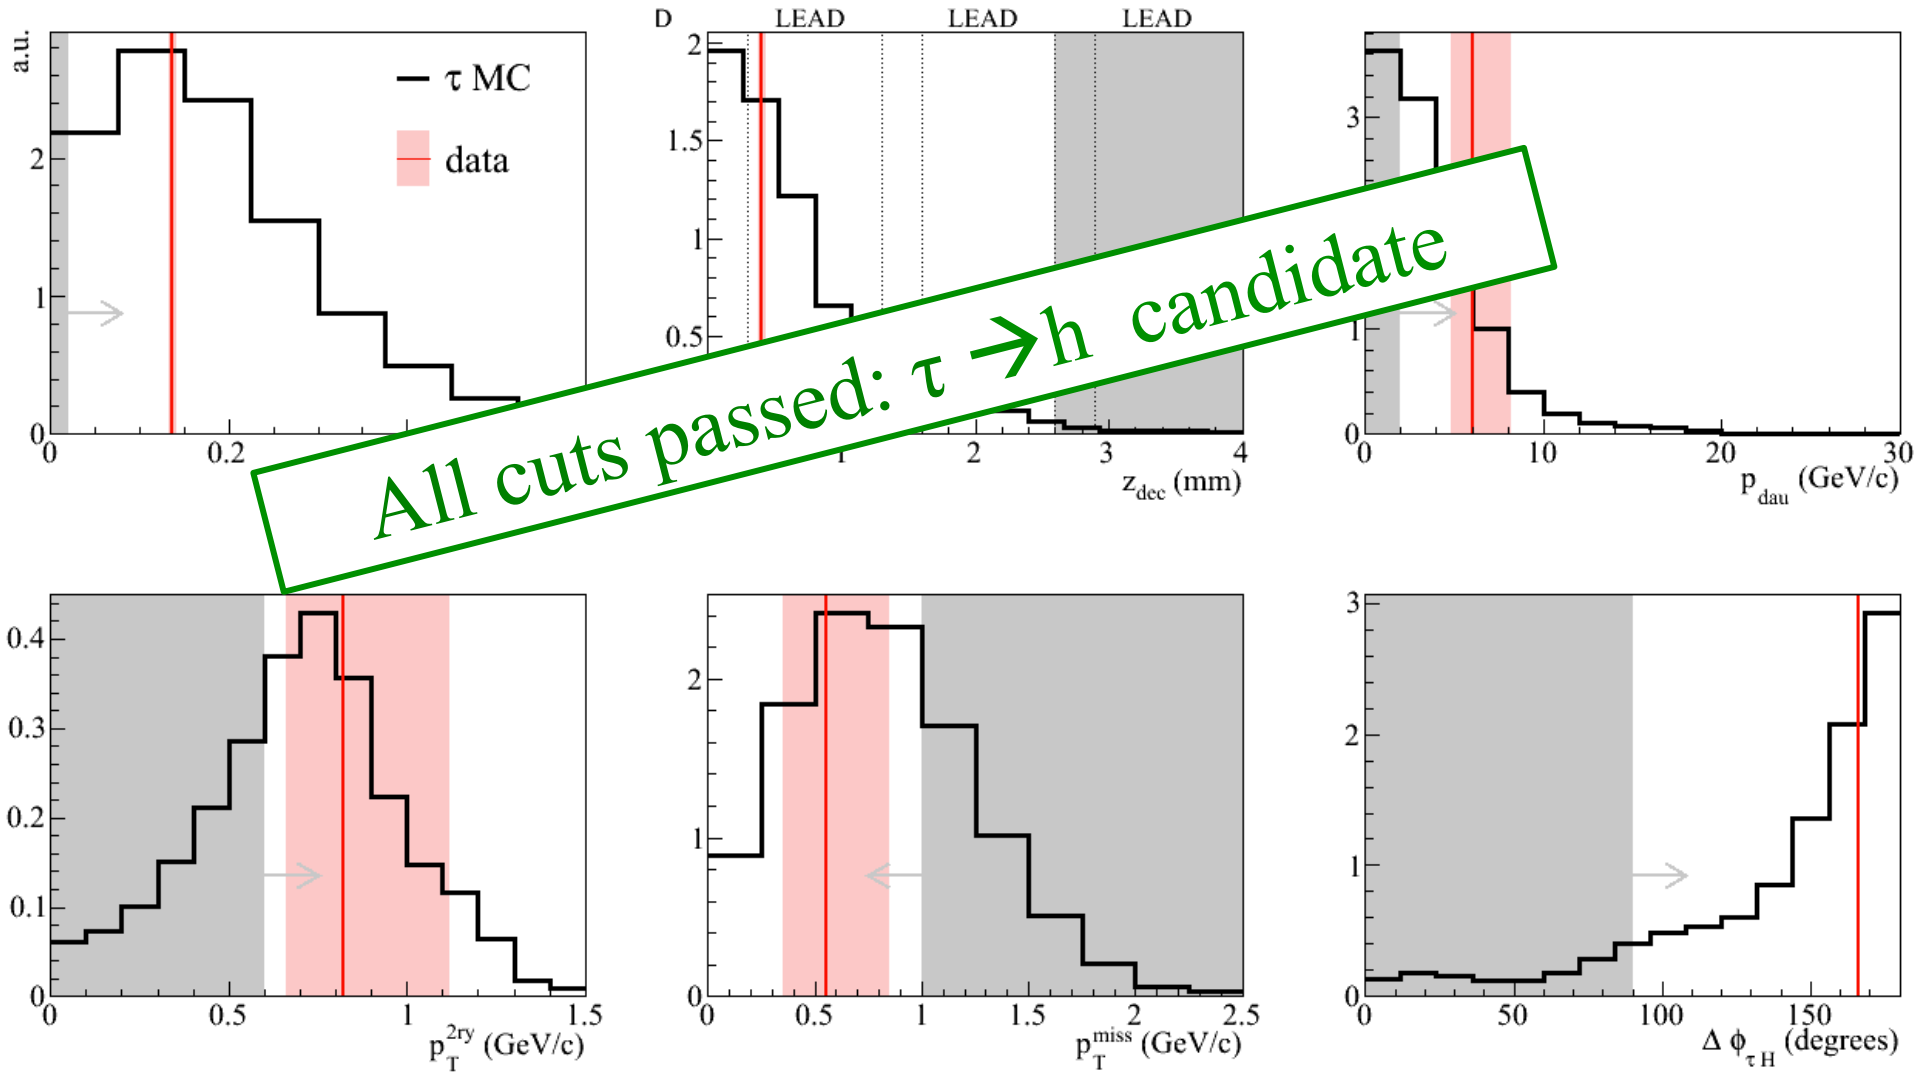 D LEAD LEAD LEAD
a.u.
τ MC
data
2
1
0
0 0.2
2
1.5
1
0.5
1 2 3 4
z_dec (mm)
3
1
0
0 10 20 30
p_dau (GeV/c)
All cuts passed: τ → h candidate
0.4
0.3
0.2
0.1
0
0 0.5 1 1.5
p_T^2ry (GeV/c)
2
1
0
0 0.5 1 1.5 2 2.5
p_T^miss (GeV/c)
3
2
1
0
0 50 100 150
Δ ϕ_τH (degrees)